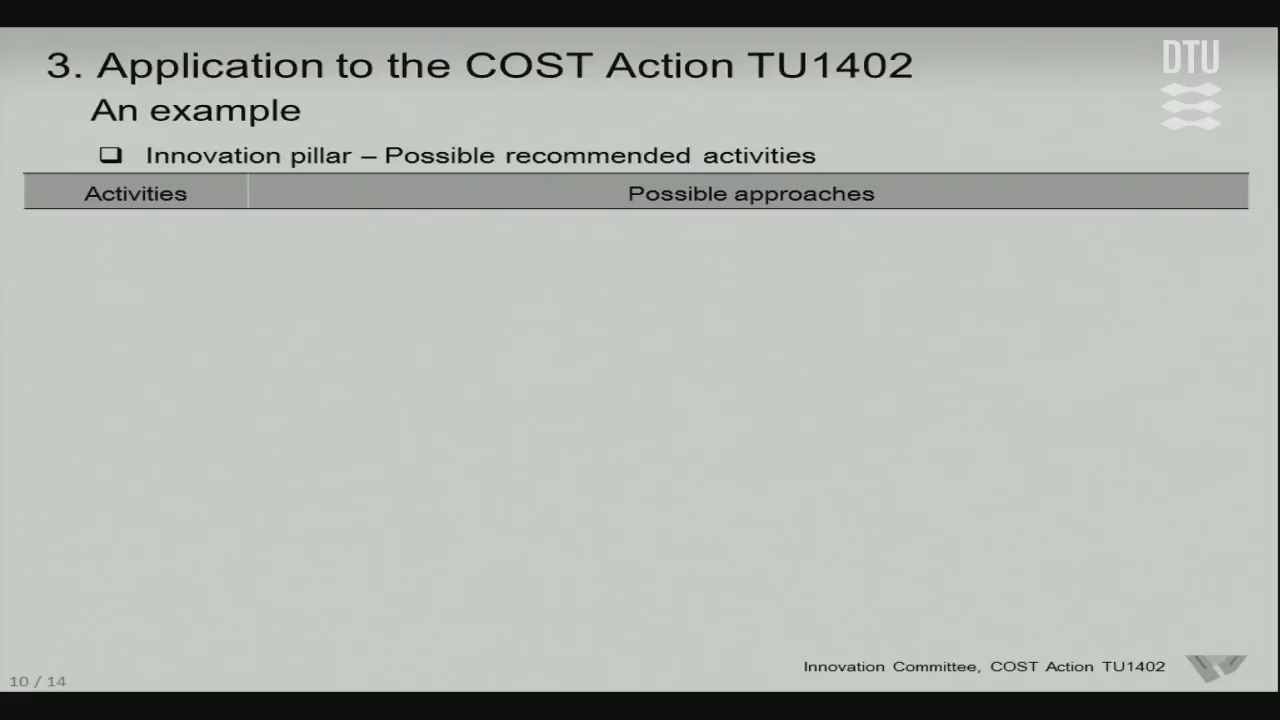 3. Application to the COST Action TU1402
An example
Innovation pillar – Possible recommended activities
Activities Possible approaches
Innovation Committee, COST Action TU1402
10 / 14
DTU